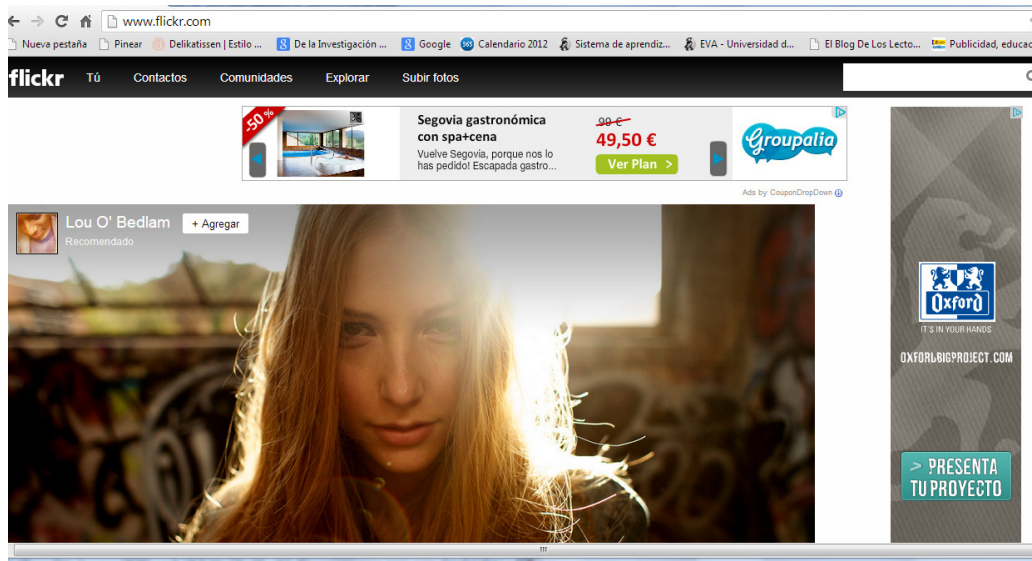 www.flickr.com
Nueva pestaña Pinear Delikatissen | Estilo ... De la Investigación ... Google Calendario 2012 Sistema de aprendiz... EVA - Universidad d... El Blog De Los Lecto... Publicidad, educac
flickr Tú Contactos Comunidades Explorar Subir fotos
-50 %
Segovia gastronómica
con spa+cena
Vuelve Segovia, porque nos lo
has pedido! Escapada gastro...
99 €
49,50 €
Ver Plan >
Groupalia
Ads by CouponDropDown
Lou O' Bedlam + Agregar
Recomendado
Oxford
IT'S IN YOUR HANDS
OXFORDBIGPROJECT.COM
> PRESENTA
TU PROYECTO